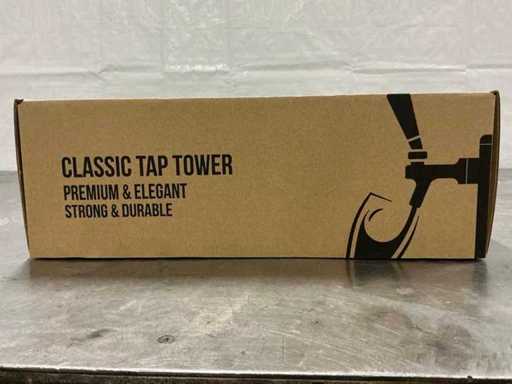 CLASSIC TAP TOWER
PREMIUM & ELEGANT
STRONG & DURABLE